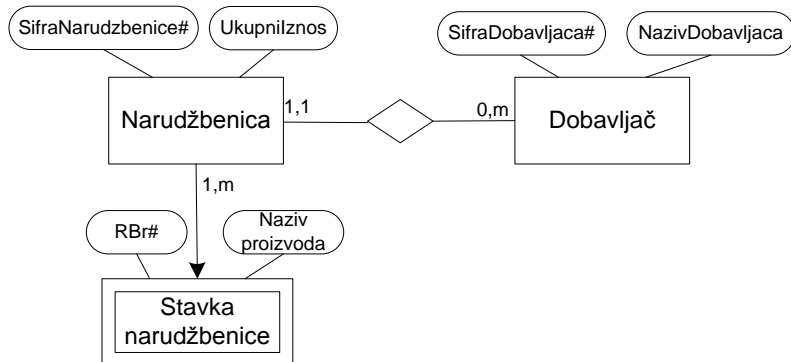 SifraNarudzbenice#
UkupniIznos
SifraDobavljaca#
NazivDobavljaca
Narudžbenica
1,1
0,m
Dobavljač
1,m
RBr#
Naziv
proizvoda
Stavka
narudžbenice